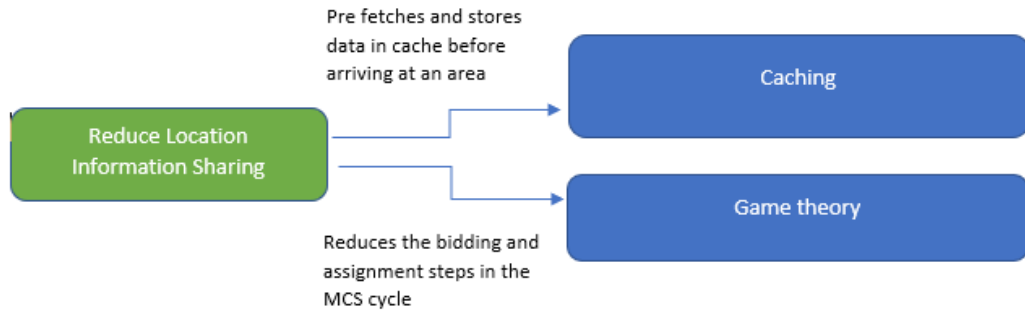 Pre fetches and stores
data in cache before
arriving at an area
Caching
Reduce Location
Information Sharing
Game theory
Reduces the bidding and
assignment steps in the
MCS cycle